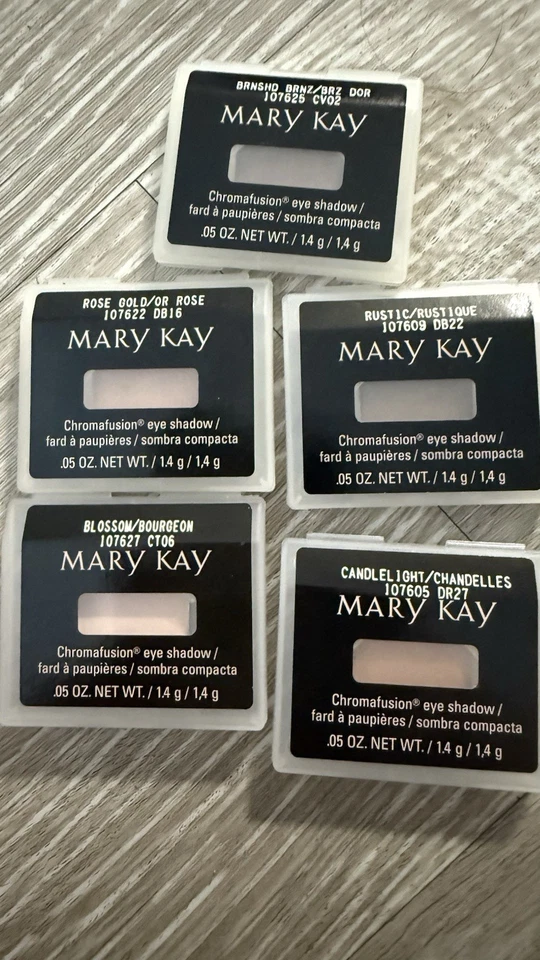 BRNSHD BRNZ/BRZ DOR
107625 CV02
MARY KAY
Chromafusion® eye shadow /
fard à paupières / sombra compacta
.05 OZ. NET WT. / 1.4 g / 1,4 g
ROSE GOLD/OR ROSE
107622 DB16
MARY KAY
Chromafusion® eye shadow /
fard à paupières / sombra compacta
.05 OZ. NET WT. / 1.4 g / 1,4 g
RUSTIC/RUSTIQUE
107609 DB22
MARY KAY
Chromafusion® eye shadow /
fard à paupières / sombra compacta
.05 OZ. NET WT. / 1.4 g / 1,4 g
BLOSSOM/BOURGEON
107627 CT06
MARY KAY
Chromafusion® eye shadow /
fard à paupières / sombra compacta
.05 OZ. NET WT. / 1.4 g / 1,4 g
CANDLELIGHT/CHANDELLES
107605 DR27
MARY KAY
Chromafusion® eye shadow /
fard à paupières / sombra compacta
.05 OZ. NET WT. / 1.4 g / 1,4 g